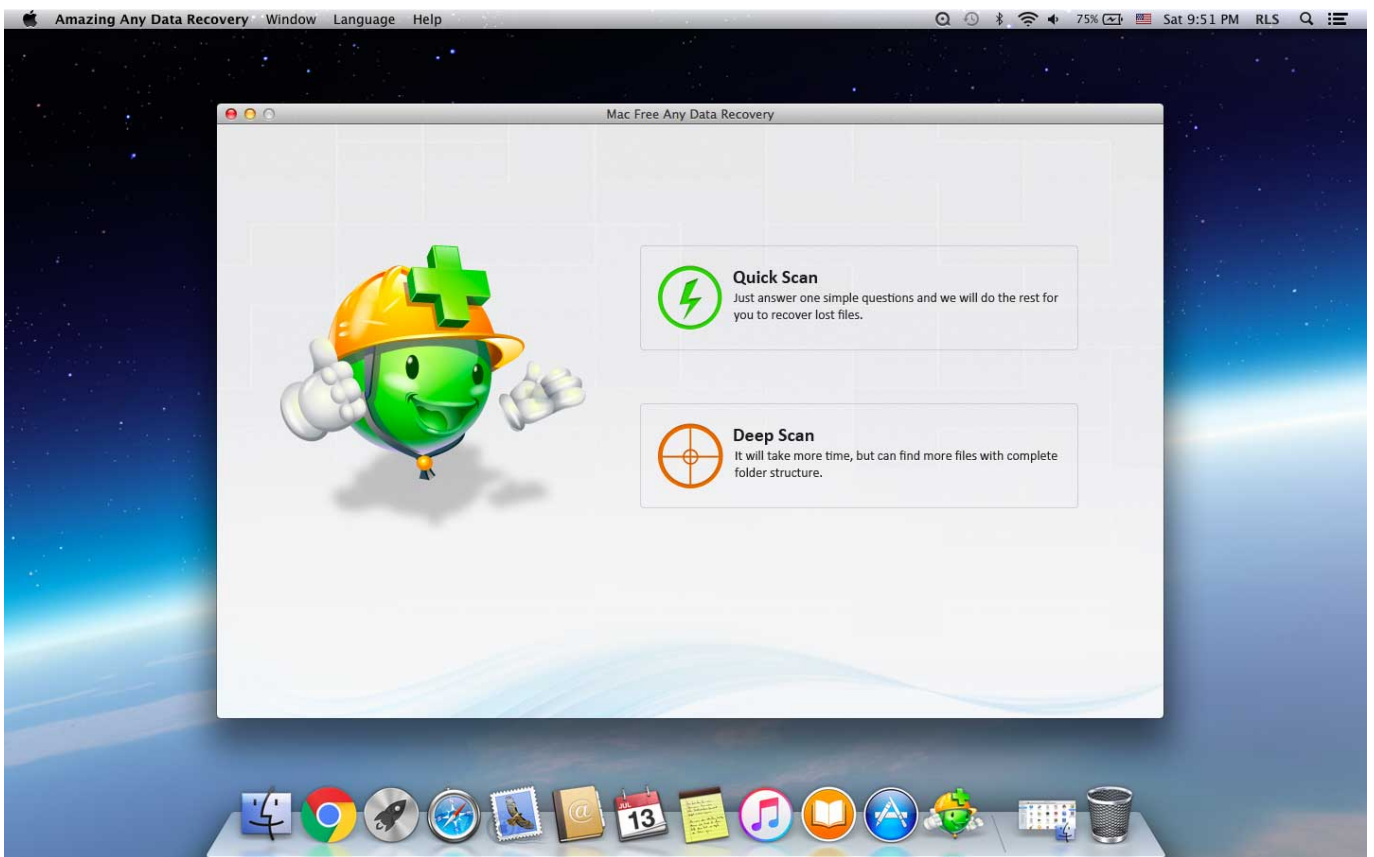 Amazing Any Data Recovery Window Language Help 75% Sat 9:51 PM RLS
Mac Free Any Data Recovery
Quick Scan
Just answer one simple questions and we will do the rest for
you to recover lost files.
Deep Scan
It will take more time, but can find more files with complete
folder structure.
JUL
13
@